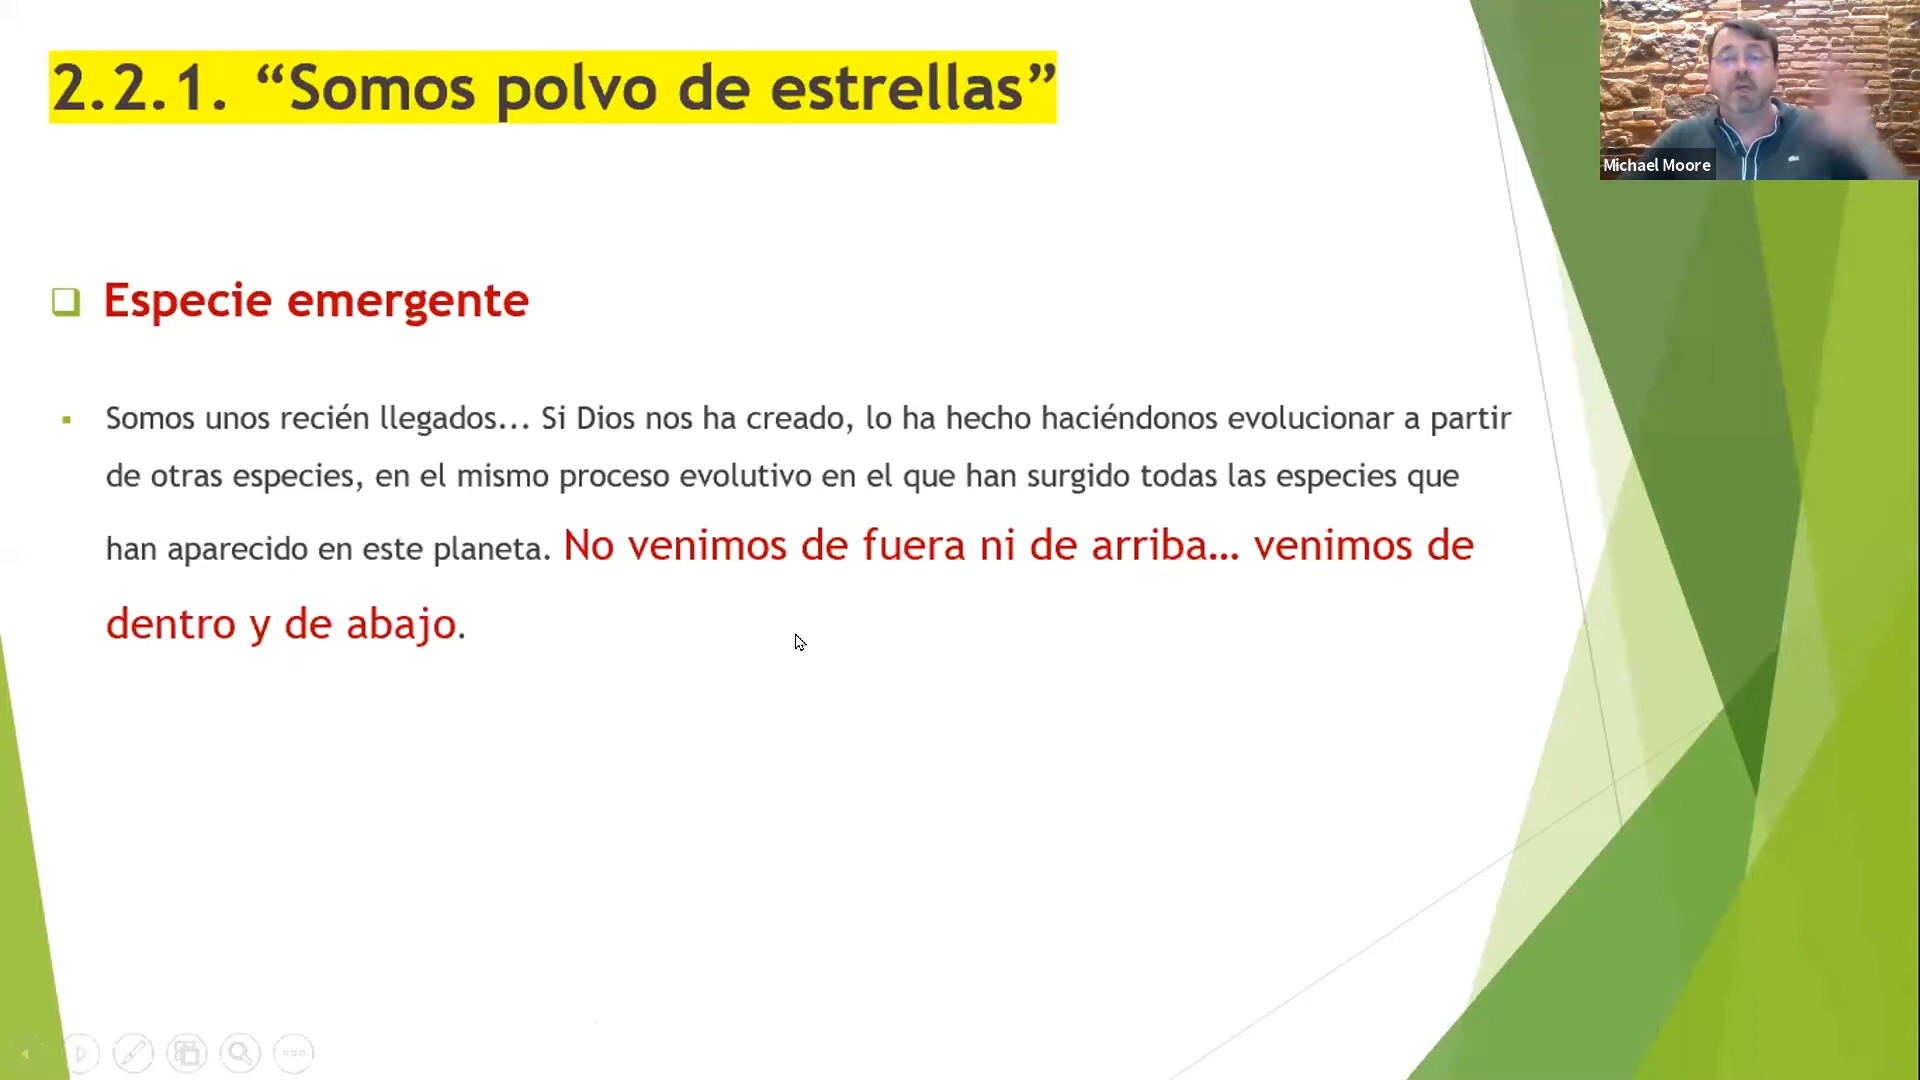 2.2.1. “Somos polvo de estrellas”
Michael Moore
Especie emergente
Somos unos recién llegados... Si Dios nos ha creado, lo ha hecho haciéndonos evolucionar a partir
de otras especies, en el mismo proceso evolutivo en el que han surgido todas las especies que
han aparecido en este planeta. No venimos de fuera ni de arriba... venimos de
dentro y de abajo.